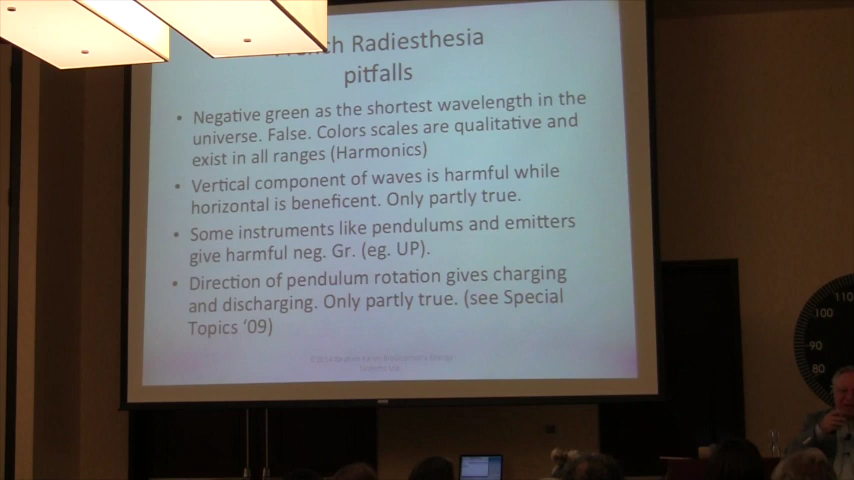 Radiesthesia
pitfalls
• Negative green as the shortest wavelength in the
universe. False. Colors scales are qualitative and
exist in all ranges (Harmonics)
• Vertical component of waves is harmful while
horizontal is beneficent. Only partly true.
• Some instruments like pendulums and emitters
give harmful neg. Gr. (eg. UP).
• Direction of pendulum rotation gives charging
and discharging. Only partly true. (see Special
Topics ‘09)
110
100
90
80